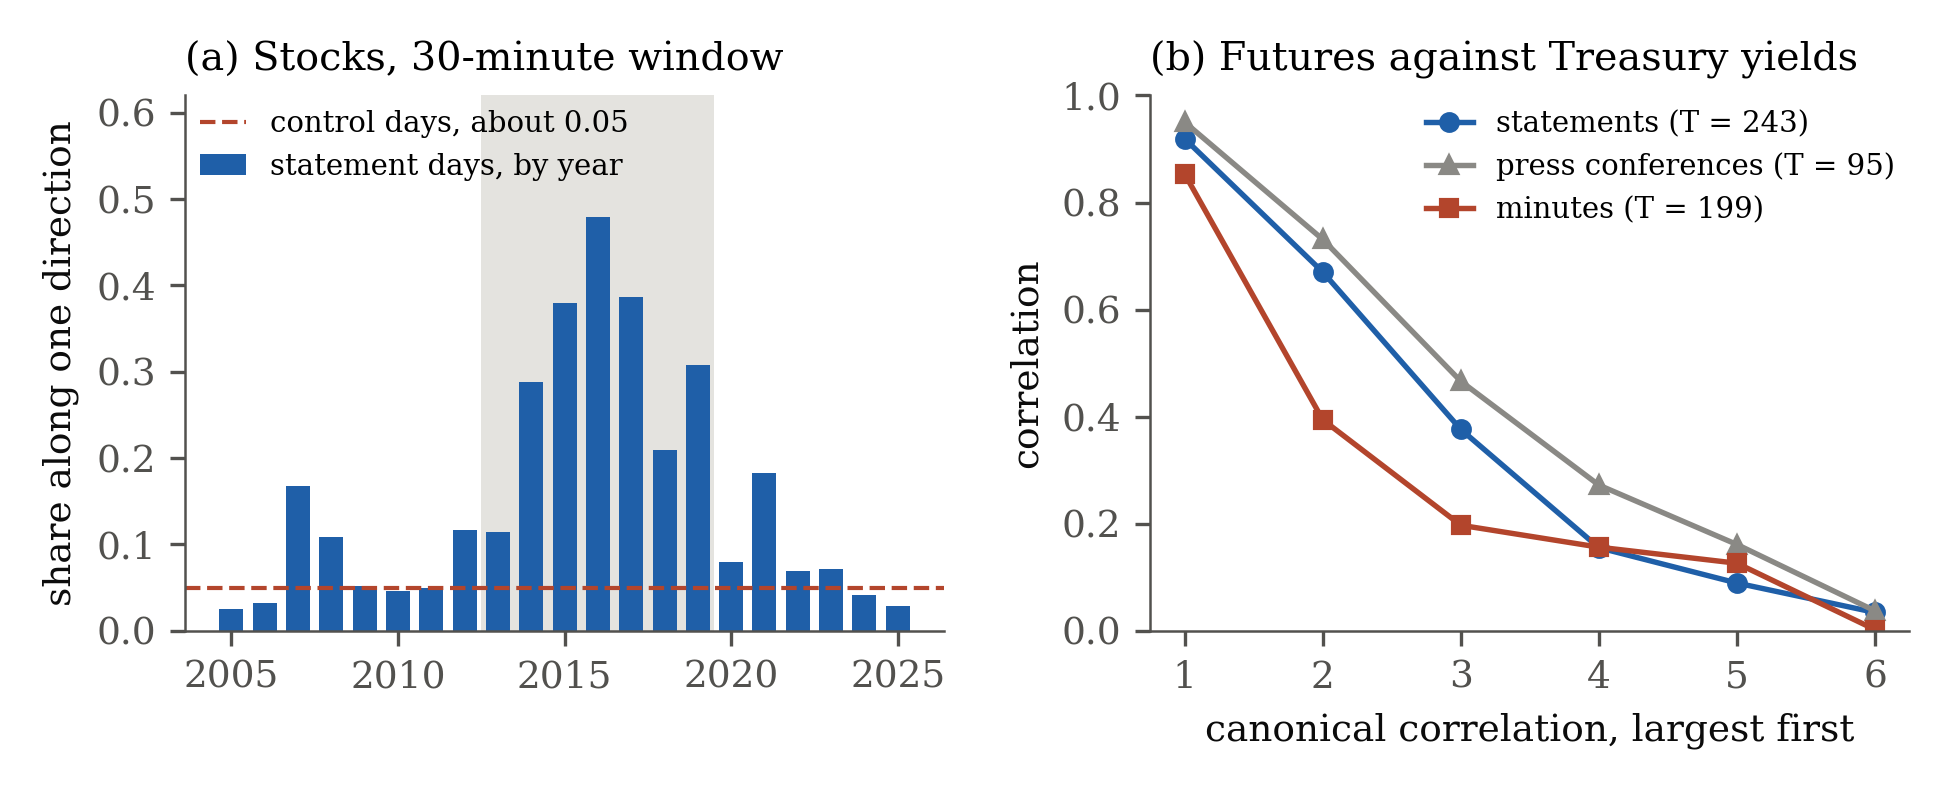 (a) Stocks, 30-minute window
share along one direction
0.6
0.5
0.4
0.3
0.2
0.1
0.0
control days, about 0.05
statement days, by year
2005
2010
2015
2020
2025
(b) Futures against Treasury yields
correlation
1.0
0.8
0.6
0.4
0.2
0.0
statements (T = 243)
press conferences (T = 95)
minutes (T = 199)
1
2
3
4
5
6
canonical correlation, largest first